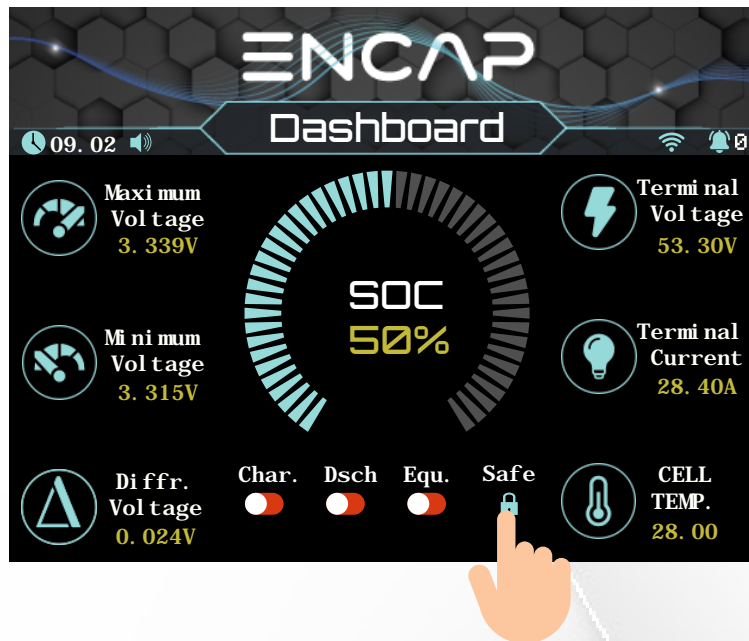 ENCAP
Dashboard
09. 02
0
Maximum
Voltage
3. 339V
Terminal
Voltage
53. 30V
SOC
50%
Minimum
Voltage
3. 315V
Terminal
Current
28. 40A
Diffr.
Voltage
0. 024V
Char. Dsch Equ. Safe
CELL
TEMP.
28. 00